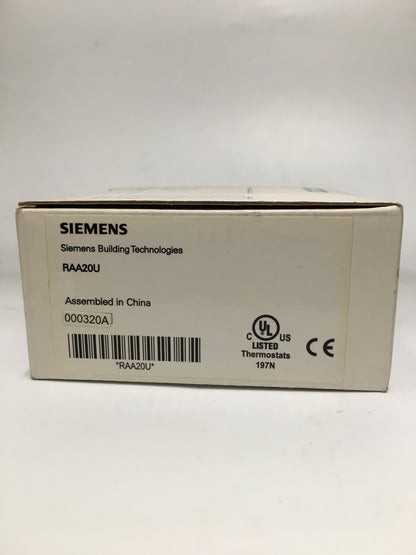 SIEMENS
Siemens Building Technologies
RAA20U
Assembled in China
000320A
*RAA20U*
C UL US
LISTED
Thermostats
197N
CE